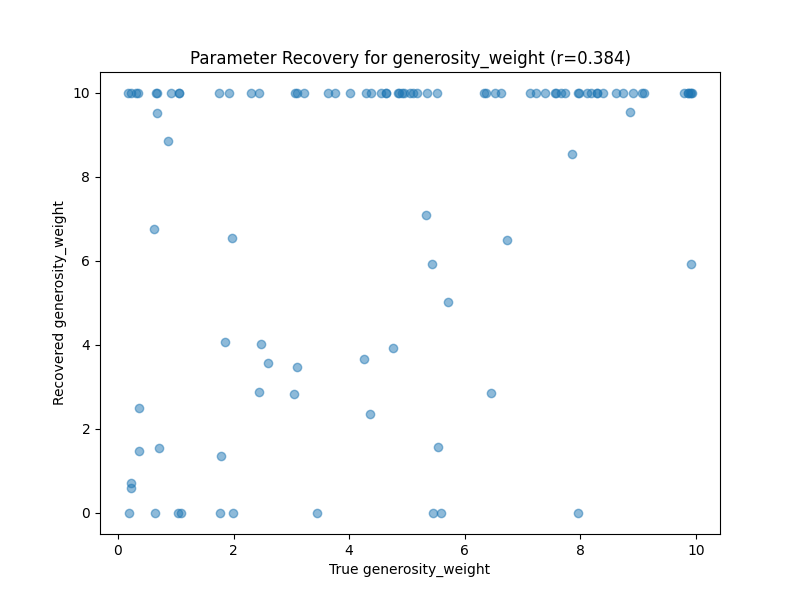 Parameter Recovery for generosity_weight (r=0.384)
10
8
6
4
2
0
Recovered generosity_weight
0 2 4 6 8 10
True generosity_weight